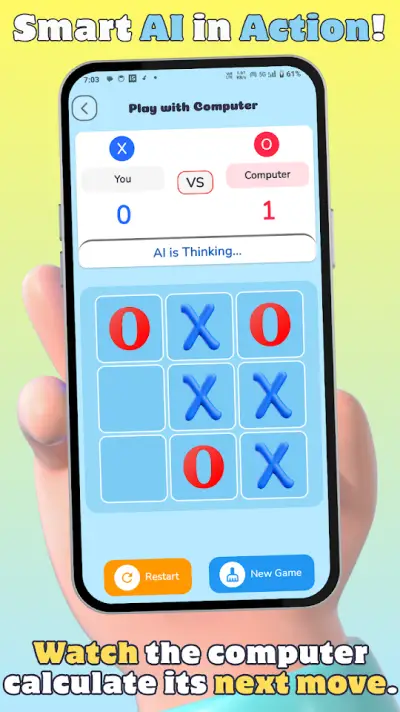 Smart AI in Action!
7:03
5G
61%
Play with Computer
X
O
You
VS
Computer
0
1
AI is Thinking...
O X O
X X
O X
Restart
New Game
Watch the computer
calculate its next move.